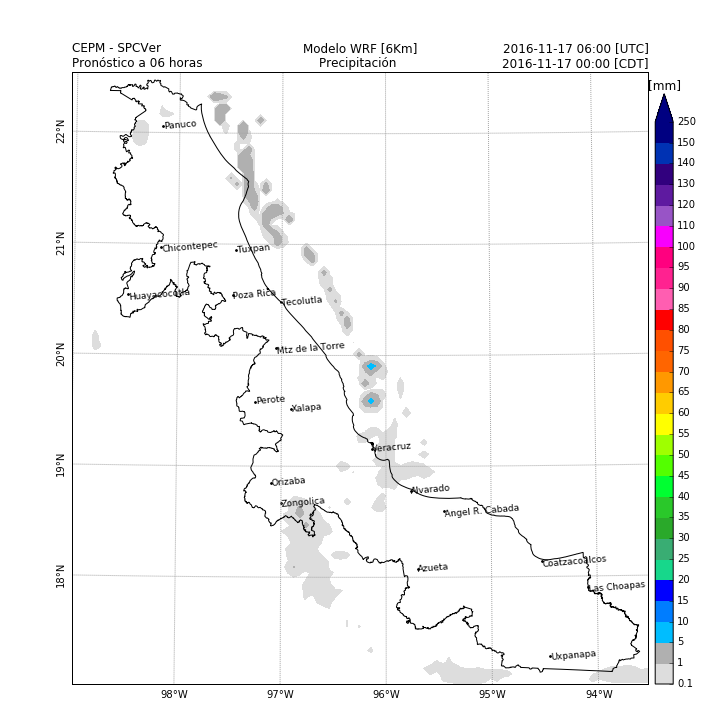 CEPM - SPCVer
Modelo WRF [6Km]
2016-11-17 06:00 [UTC]
Pronóstico a 06 horas
Precipitación
2016-11-17 00:00 [CDT]
[mm]
22°N
21°N
20°N
19°N
18°N
98°W
97°W
96°W
95°W
94°W
Panuco
Chicontepec
Tuxpan
Huayacocotla
Poza Rica
Tecolutla
Mtz de la Torre
Perote
Xalapa
Veracruz
Orizaba
Alvarado
Zongolica
Angel R. Cabada
Azueta
Coatzacoalcos
Las Choapas
Uxpanapa
250
150
140
130
120
110
100
95
90
85
80
75
70
65
60
55
50
45
40
35
30
25
20
15
10
5
1
0.1